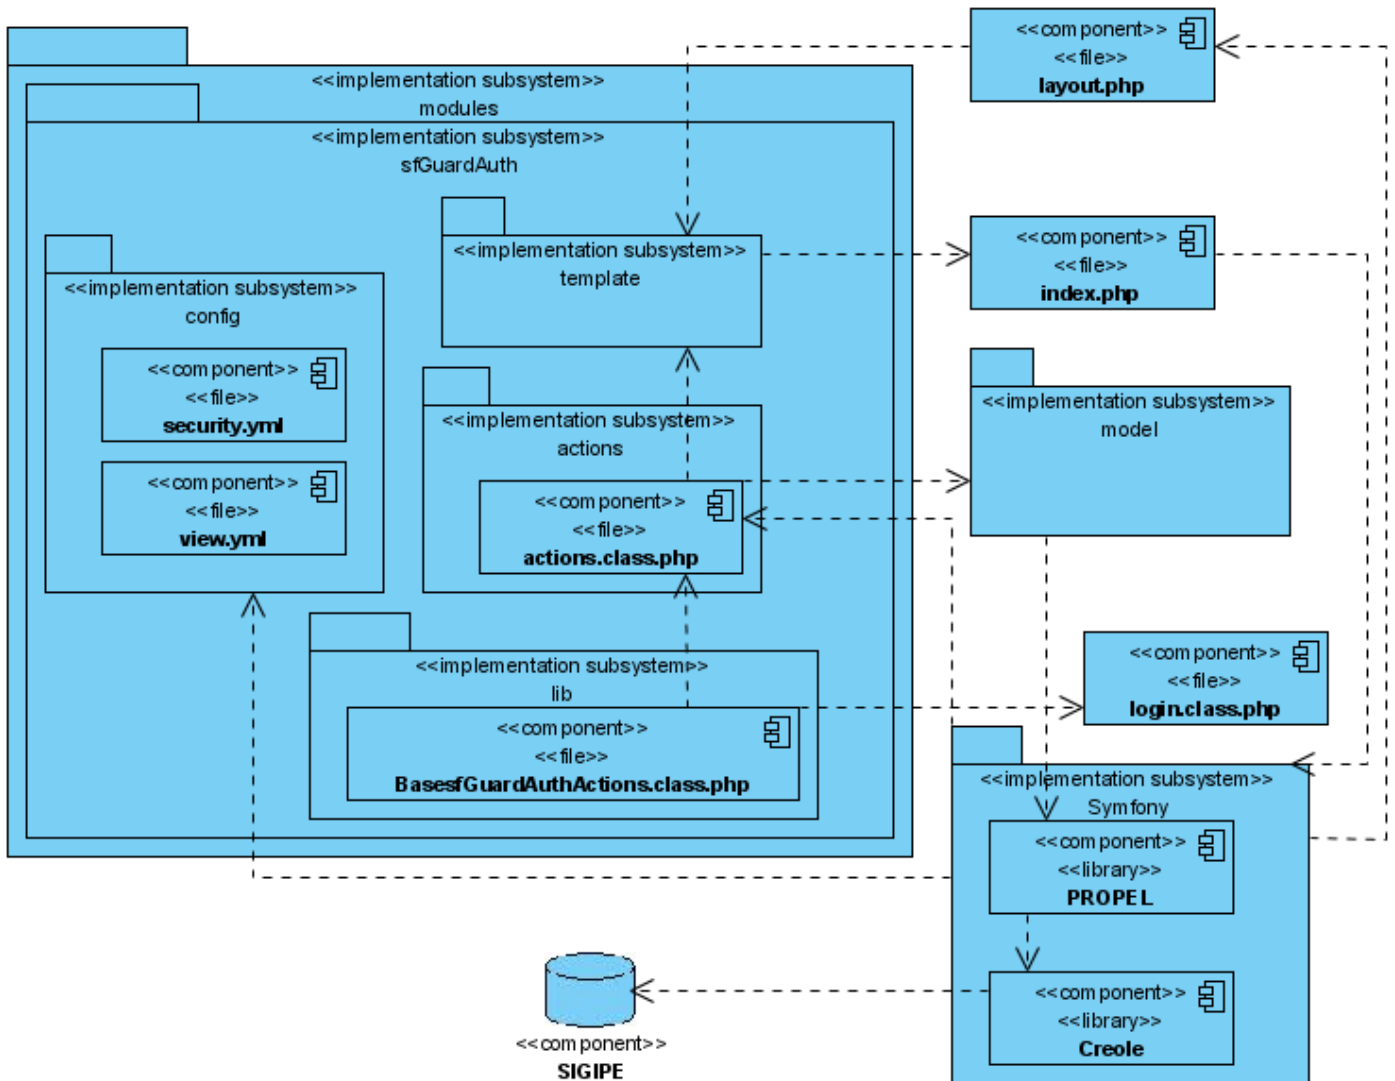 <<component>>
<<file>>
layout.php
<<implementation subsystem>>
modules
<<implementation subsystem>>
sfGuardAuth
<<implementation subsystem>>
template
<<component>>
<<file>>
index.php
<<implementation subsystem>>
config
<<component>>
<<file>>
security.yml
<<component>>
<<file>>
view.yml
<<implementation subsystem>>
actions
<<component>>
<<file>>
actions.class.php
<<implementation subsystem>>
model
<<implementation subsystem>>
lib
<<component>>
<<file>>
BasesfGuardAuthActions.class.php
<<component>>
<<file>>
login.class.php
<<implementation subsystem>>
Symfony
<<component>>
<<library>>
PROPEL
<<component>>
<<library>>
Creole
<<component>>
SIGIPE